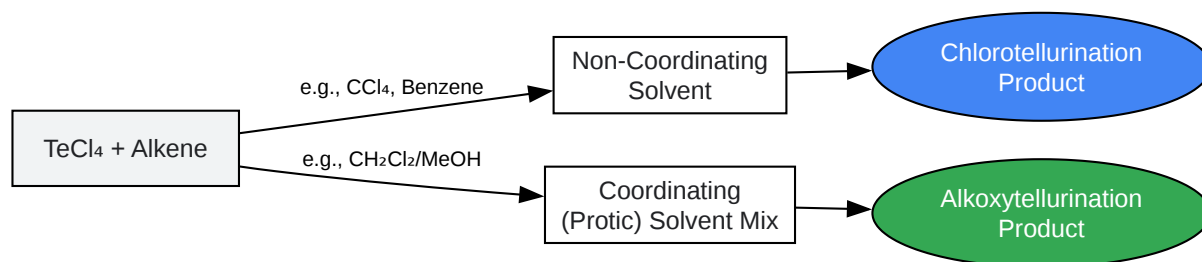 TeCl₄ + Alkene
e.g., CCl₄, Benzene
e.g., CH₂Cl₂/MeOH
Non-Coordinating
Solvent
Coordinating
(Protic) Solvent Mix
Chlorotellurination
Product
Alkoxytellurination
Product